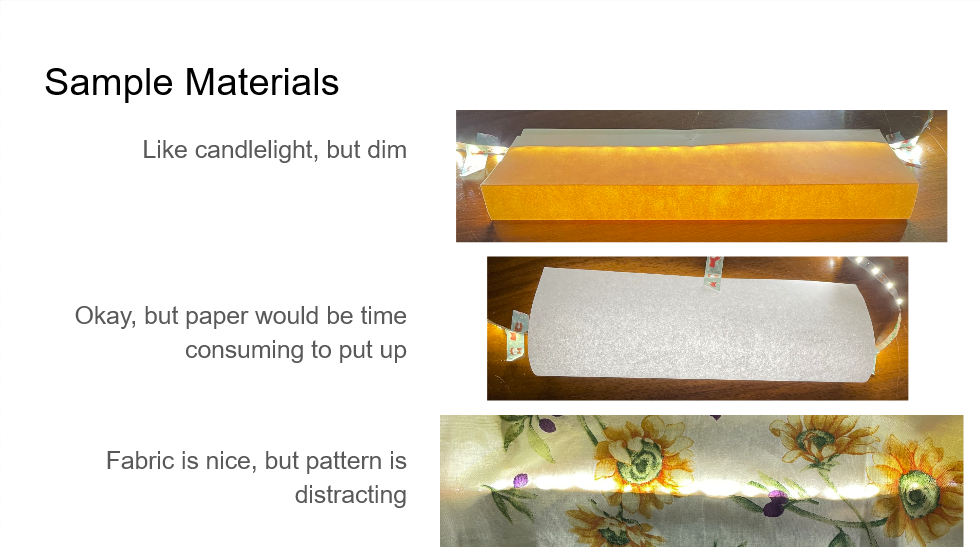 Sample Materials
Like candlelight, but dim
Okay, but paper would be time
consuming to put up
Fabric is nice, but pattern is
distracting